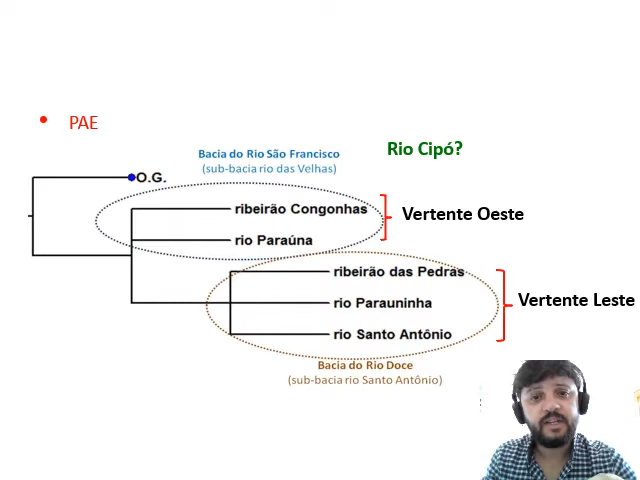 • PAE
Rio Cipó?
Bacia do Rio São Francisco
(sub-bacia rio das Velhas)
O.G.
ribeirão Congonhas
Vertente Oeste
rio Paraúna
ribeirão das Pedras
rio Parauninha
Vertente Leste
rio Santo Antônio
Bacia do Rio Doce
(sub-bacia rio Santo Antônio)